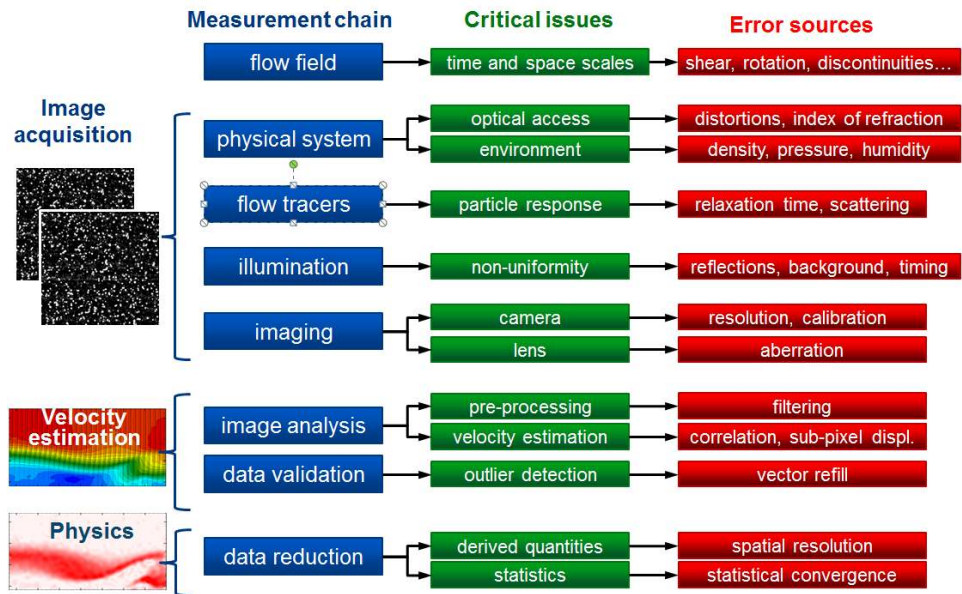 Measurement chain
Critical issues
Error sources
flow field
time and space scales
shear, rotation, discontinuities…
Image
acquisition
physical system
optical access
distortions, index of refraction
environment
density, pressure, humidity
flow tracers
particle response
relaxation time, scattering
illumination
non-uniformity
reflections, background, timing
imaging
camera
resolution, calibration
lens
aberration
Velocity
estimation
image analysis
pre-processing
filtering
velocity estimation
correlation, sub-pixel displ.
data validation
outlier detection
vector refill
Physics
data reduction
derived quantities
spatial resolution
statistics
statistical convergence